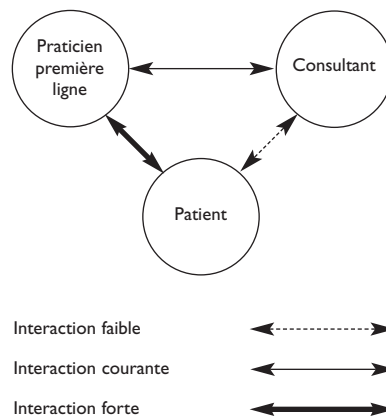 Praticien
première
ligne
Consultant
Patient
Interaction faible
Interaction courante
Interaction forte